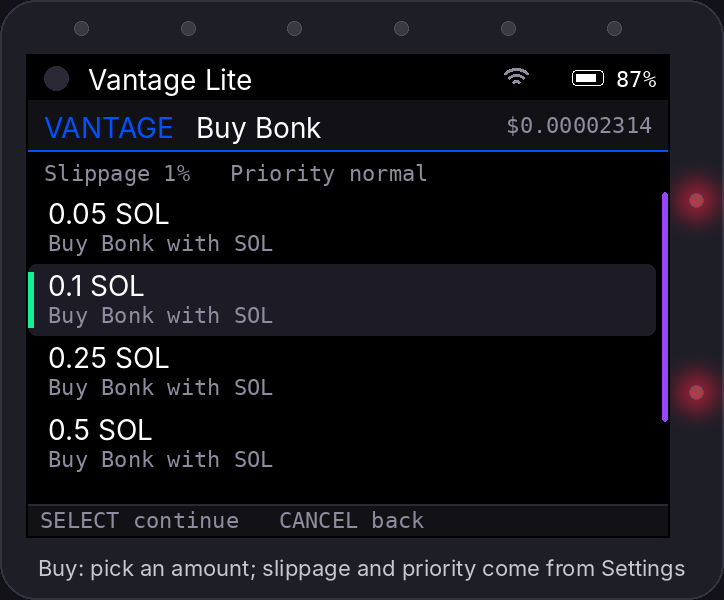 Vantage Lite 87%
VANTAGE Buy Bonk $0.00002314
Slippage 1% Priority normal
0.05 SOL
Buy Bonk with SOL
0.1 SOL
Buy Bonk with SOL
0.25 SOL
Buy Bonk with SOL
0.5 SOL
Buy Bonk with SOL
SELECT continue CANCEL back
Buy: pick an amount; slippage and priority come from Settings